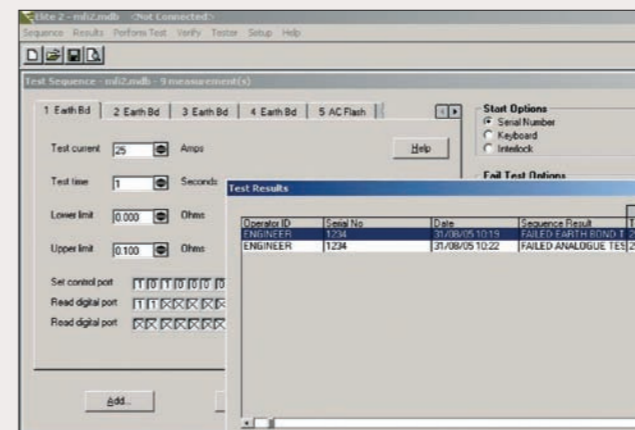 Elite 2 - mfi2.mdb <Not Connected>
Sequence Results Perform Test Verify Tester Setup Help
Test Sequence - mfi2.mdb - 9 measurement(s)
1 Earth Bd 2 Earth Bd 3 Earth Bd 4 Earth Bd 5 AC Flash
Start Options
Serial Number
Keyboard
Interlock
Test current 25 Amps
Help
Fail Test Options
Test time 1 Seconds
Lower limit 0.000 Ohms
Upper limit 0.100 Ohms
Set control port
Read digital port
Read digital port
Add...
Test Results
Operator ID Serial No Date Sequence Result T
ENGINEER 1234 31/08/05 10:19 FAILED EARTH BOND T 2
ENGINEER 1234 31/08/05 10:22 FAILED ANALOGUE TES 2